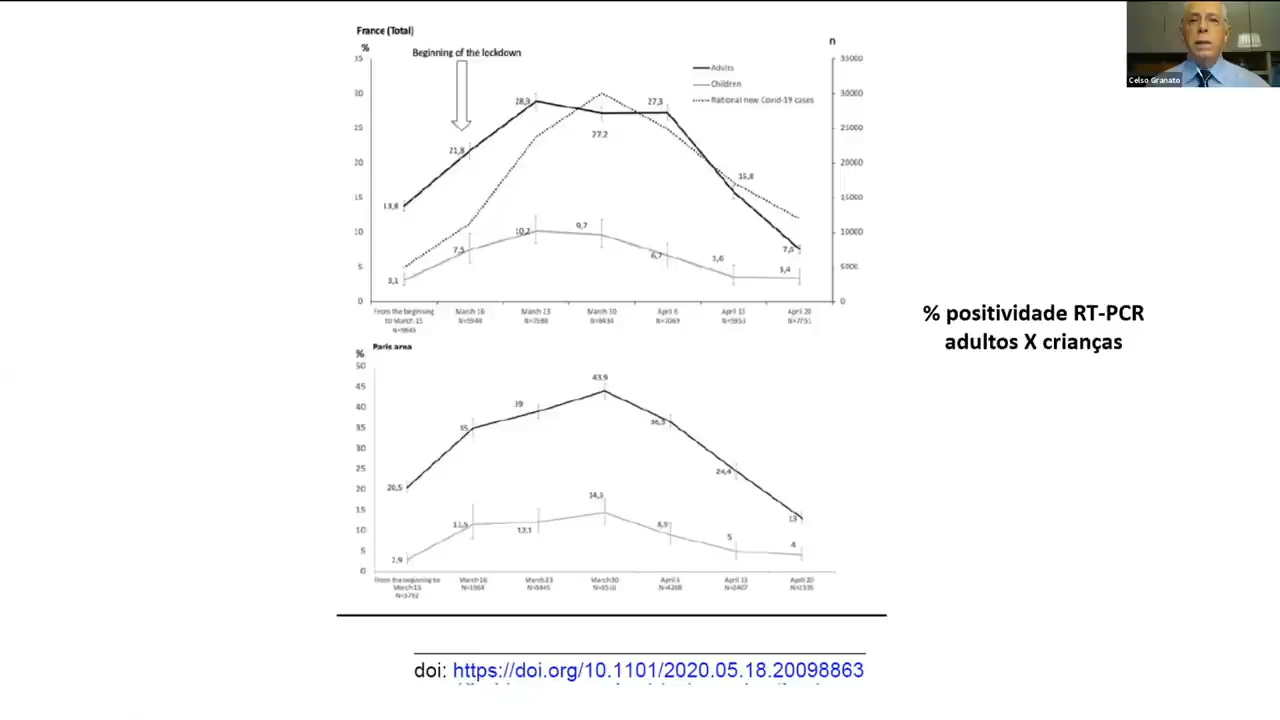 France (Total)
%
n
Beginning of the lockdown
Adults
Children
National new Covid-19 cases
35
30
25
20
15
10
5
0
35000
30000
25000
20000
15000
10000
5000
0
13,8
21,8
28,9
27,2
27,3
15,8
7,6
3,1
7,5
10,2
9,7
6,7
3,6
3,4
From the beginning
to March 15
March 16
March 23
March 30
April 6
April 13
April 20
Paris area
%
50
45
40
35
30
25
20
15
10
5
0
20,5
35
39
43,9
36,5
24,4
13
2,9
11,5
12,1
14,3
8,9
5
4
From the beginning to
March 15
March 16
March 23
March 30
April 6
April 13
April 20
% positividade RT-PCR
adultos X crianças
doi: https://doi.org/10.1101/2020.05.18.20098863
Celso Granato